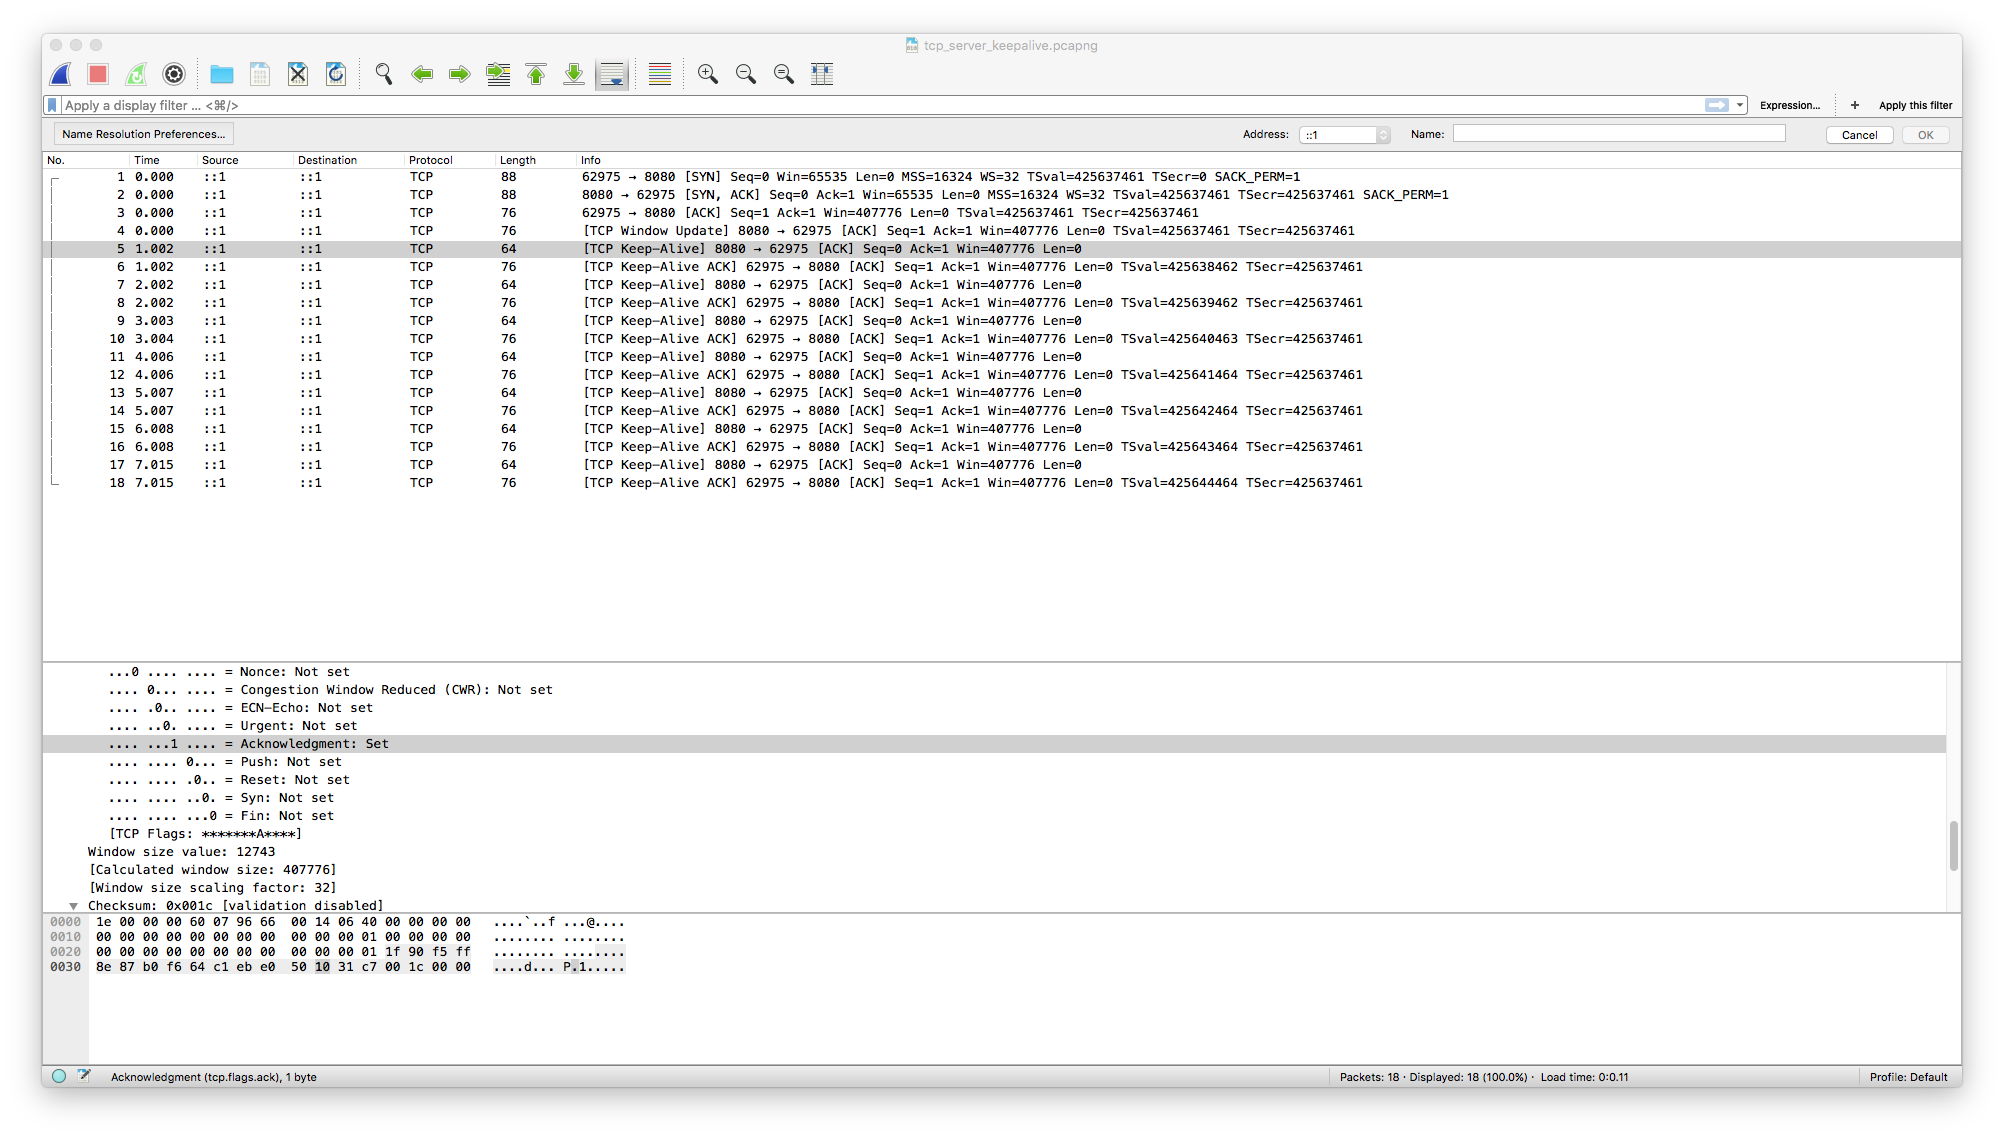 tcp_server_keepalive.pcapng
Apply a display filter ... <⌘/>
Expression...
+
Apply this filter
Name Resolution Preferences...
Address: ::1
Name:
Cancel
OK
No. Time Source Destination Protocol Length Info
1 0.000 ::1 ::1 TCP 88 62975 → 8080 [SYN] Seq=0 Win=65535 Len=0 MSS=16324 WS=32 TSval=425637461 TSecr=0 SACK_PERM=1
2 0.000 ::1 ::1 TCP 88 8080 → 62975 [SYN, ACK] Seq=0 Ack=1 Win=65535 Len=0 MSS=16324 WS=32 TSval=425637461 TSecr=425637461 SACK_PERM=1
3 0.000 ::1 ::1 TCP 76 62975 → 8080 [ACK] Seq=1 Ack=1 Win=407776 Len=0 TSval=425637461 TSecr=425637461
4 0.000 ::1 ::1 TCP 76 [TCP Window Update] 8080 → 62975 [ACK] Seq=1 Ack=1 Win=407776 Len=0 TSval=425637461 TSecr=425637461
5 1.002 ::1 ::1 TCP 64 [TCP Keep-Alive] 8080 → 62975 [ACK] Seq=0 Ack=1 Win=407776 Len=0
6 1.002 ::1 ::1 TCP 76 [TCP Keep-Alive ACK] 62975 → 8080 [ACK] Seq=1 Ack=1 Win=407776 Len=0 TSval=425638462 TSecr=425637461
7 2.002 ::1 ::1 TCP 64 [TCP Keep-Alive] 8080 → 62975 [ACK] Seq=0 Ack=1 Win=407776 Len=0
8 2.002 ::1 ::1 TCP 76 [TCP Keep-Alive ACK] 62975 → 8080 [ACK] Seq=1 Ack=1 Win=407776 Len=0 TSval=425639462 TSecr=425637461
9 3.003 ::1 ::1 TCP 64 [TCP Keep-Alive] 8080 → 62975 [ACK] Seq=0 Ack=1 Win=407776 Len=0
10 3.004 ::1 ::1 TCP 76 [TCP Keep-Alive ACK] 62975 → 8080 [ACK] Seq=1 Ack=1 Win=407776 Len=0 TSval=425640463 TSecr=425637461
11 4.006 ::1 ::1 TCP 64 [TCP Keep-Alive] 8080 → 62975 [ACK] Seq=0 Ack=1 Win=407776 Len=0
12 4.006 ::1 ::1 TCP 76 [TCP Keep-Alive ACK] 62975 → 8080 [ACK] Seq=1 Ack=1 Win=407776 Len=0 TSval=425641464 TSecr=425637461
13 5.007 ::1 ::1 TCP 64 [TCP Keep-Alive] 8080 → 62975 [ACK] Seq=0 Ack=1 Win=407776 Len=0
14 5.007 ::1 ::1 TCP 76 [TCP Keep-Alive ACK] 62975 → 8080 [ACK] Seq=1 Ack=1 Win=407776 Len=0 TSval=425642464 TSecr=425637461
15 6.008 ::1 ::1 TCP 64 [TCP Keep-Alive] 8080 → 62975 [ACK] Seq=0 Ack=1 Win=407776 Len=0
16 6.008 ::1 ::1 TCP 76 [TCP Keep-Alive ACK] 62975 → 8080 [ACK] Seq=1 Ack=1 Win=407776 Len=0 TSval=425643464 TSecr=425637461
17 7.015 ::1 ::1 TCP 64 [TCP Keep-Alive] 8080 → 62975 [ACK] Seq=0 Ack=1 Win=407776 Len=0
18 7.015 ::1 ::1 TCP 76 [TCP Keep-Alive ACK] 62975 → 8080 [ACK] Seq=1 Ack=1 Win=407776 Len=0 TSval=425644464 TSecr=425637461
...0 .... .... = Nonce: Not set
.... 0... .... = Congestion Window Reduced (CWR): Not set
.... .0.. .... = ECN-Echo: Not set
.... ..0. .... = Urgent: Not set
.... ...1 .... = Acknowledgment: Set
.... .... 0... = Push: Not set
.... .... .0.. = Reset: Not set
.... .... ..0. = Syn: Not set
.... .... ...0 = Fin: Not set
[TCP Flags: *******A****]
Window size value: 12743
[Calculated window size: 407776]
[Window size scaling factor: 32]
Checksum: 0x001c [validation disabled]
0000 1e 00 00 00 60 07 96 66 00 14 06 40 00 00 00 00 ....`..f ...@....
0010 00 00 00 00 00 00 00 00 00 00 00 01 00 00 00 00 ........ ........
0020 00 00 00 00 00 00 00 00 00 00 00 01 1f 90 f5 ff ........ ........
0030 8e 87 b0 f6 64 c1 eb e0 50 10 31 c7 00 1c 00 00 ....d... P.1.....
Acknowledgment (tcp.flags.ack), 1 byte
Packets: 18 · Displayed: 18 (100.0%) · Load time: 0:0.11
Profile: Default